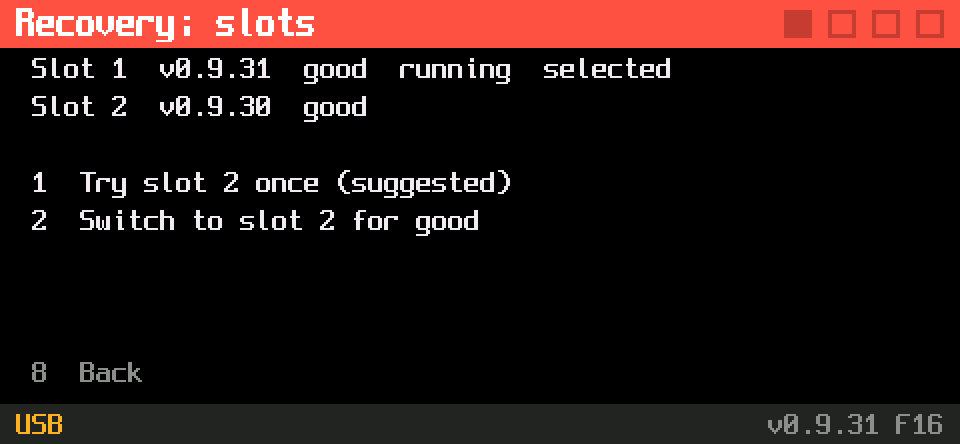 Recovery; slots
Slot 1 v0.9.31 good running selected
Slot 2 v0.9.30 good
1 Try slot 2 once (suggested)
2 Switch to slot 2 for good
8 Back
USB v0.9.31 F16